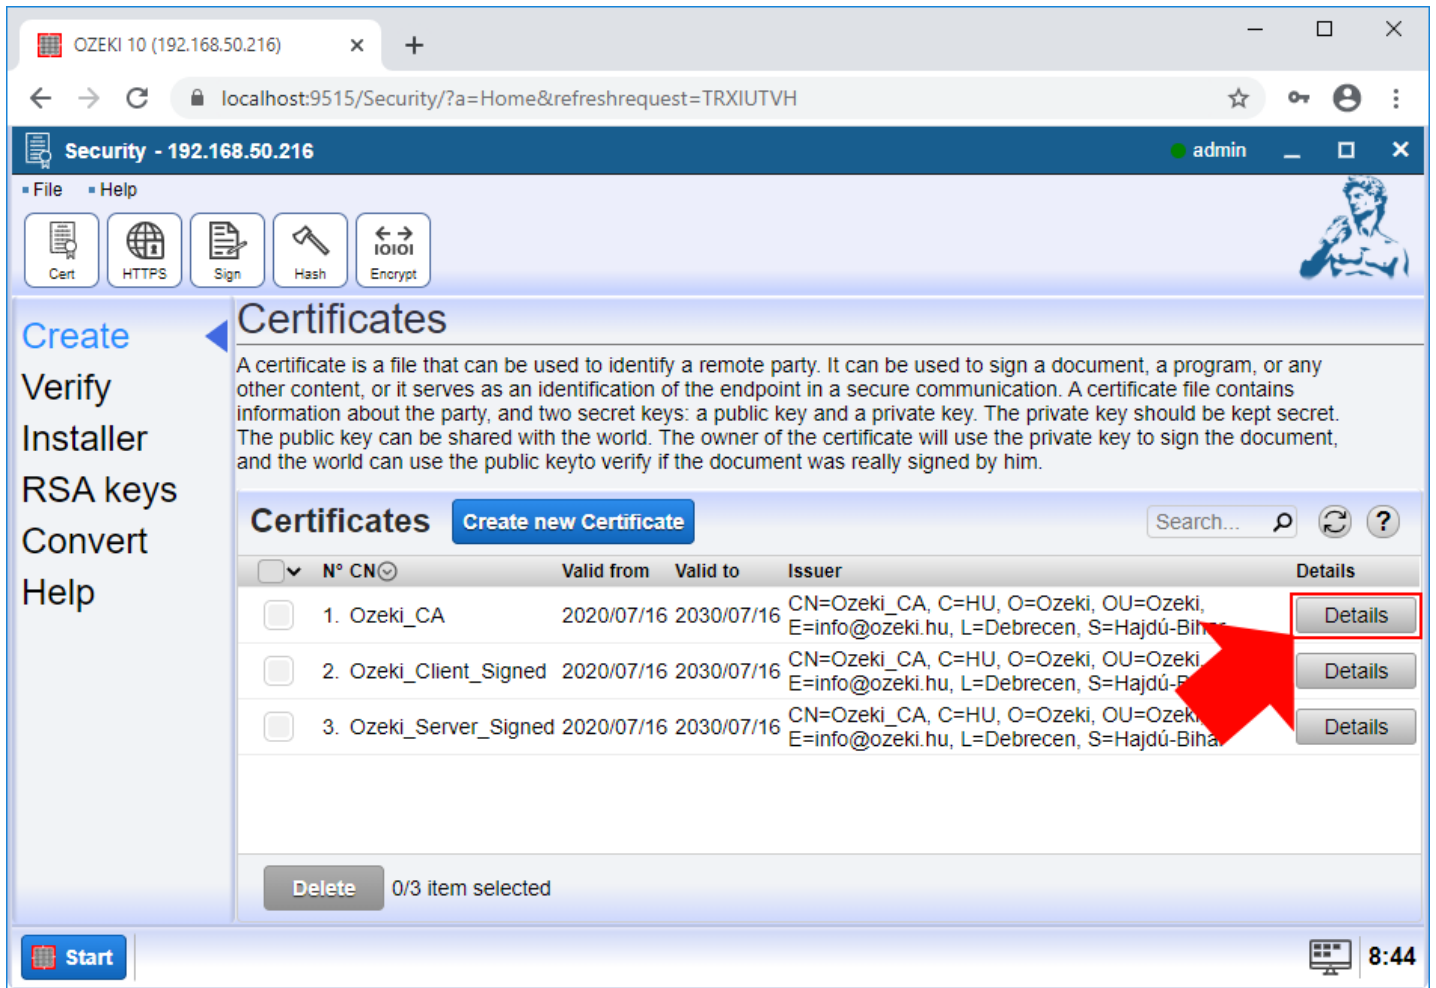 OZEKI 10 (192.168.50.216)
localhost:9515/Security/?a=Home&refreshrequest=TRXIUTVH
Security - 192.168.50.216
admin
File
Help
Cert
HTTPS
Sign
Hash
IOIOI
Encrypt
Create
Verify
Installer
RSA keys
Convert
Help
Certificates
A certificate is a file that can be used to identify a remote party. It can be used to sign a document, a program, or any
other content, or it serves as an identification of the endpoint in a secure communication. A certificate file contains
information about the party, and two secret keys: a public key and a private key. The private key should be kept secret.
The public key can be shared with the world. The owner of the certificate will use the private key to sign the document,
and the world can use the public keyto verify if the document was really signed by him.
Certificates
Create new Certificate
Search...
?
N° CN Valid from Valid to Issuer Details
1. Ozeki_CA 2020/07/16 2030/07/16 CN=Ozeki_CA, C=HU, O=Ozeki, OU=Ozeki,
E=info@ozeki.hu, L=Debrecen, S=Hajdú-Bihar
Details
2. Ozeki_Client_Signed 2020/07/16 2030/07/16 CN=Ozeki_CA, C=HU, O=Ozeki, OU=Ozeki,
E=info@ozeki.hu, L=Debrecen, S=Hajdú-
Details
3. Ozeki_Server_Signed 2020/07/16 2030/07/16 CN=Ozeki_CA, C=HU, O=Ozeki, OU=Ozeki
E=info@ozeki.hu, L=Debrecen, S=Hajdú-Bihar
Details
Delete
0/3 item selected
Start
8:44